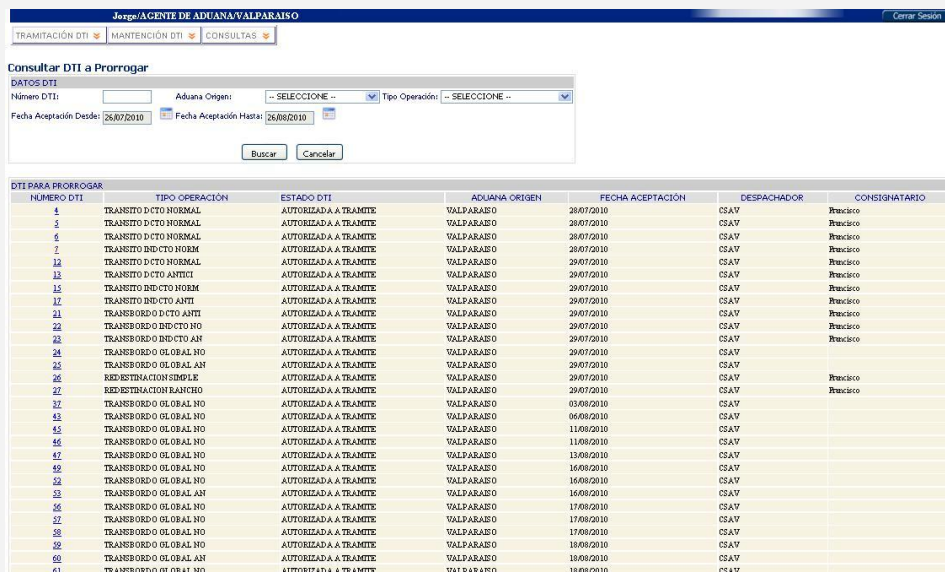 Jorge/AGENTE DE ADUANA/VALPARAISO Cerrar Sesión
TRAMITACIÓN DTI MANTENCIÓN DTI CONSULTAS
Consultar DTI a Prorrogar
DATOS DTI
Número DTI: Aduana Origen: -- SELECCIONE -- Tipo Operación: -- SELECCIONE --
Fecha Aceptación Desde: 26/07/2010 Fecha Aceptación Hasta: 26/08/2010
Buscar Cancelar
DTI PARA PRORROGAR
NÚMERO DTI TIPO OPERACIÓN ESTADO DTI ADUANA ORIGEN FECHA ACEPTACIÓN DESPACHADOR CONSIGNATARIO
4 TRANSITO DCTO NORMAL AUTORIZADA A TRAMITE VALPARAISO 28/07/2010 CSAV Francisco
5 TRANSITO DCTO NORMAL AUTORIZADA A TRAMITE VALPARAISO 28/07/2010 CSAV Francisco
6 TRANSITO DCTO NORMAL AUTORIZADA A TRAMITE VALPARAISO 28/07/2010 CSAV Francisco
7 TRANSITO INDCTO NORM AUTORIZADA A TRAMITE VALPARAISO 28/07/2010 CSAV Francisco
12 TRANSITO DCTO NORMAL AUTORIZADA A TRAMITE VALPARAISO 29/07/2010 CSAV Francisco
13 TRANSITO DCTO ANTICI AUTORIZADA A TRAMITE VALPARAISO 29/07/2010 CSAV Francisco
15 TRANSITO INDCTO NORM AUTORIZADA A TRAMITE VALPARAISO 29/07/2010 CSAV Francisco
17 TRANSITO INDCTO ANTI AUTORIZADA A TRAMITE VALPARAISO 29/07/2010 CSAV Francisco
21 TRANSBORDO DCTO ANTI AUTORIZADA A TRAMITE VALPARAISO 29/07/2010 CSAV Francisco
22 TRANSBORDO INDCTO NO AUTORIZADA A TRAMITE VALPARAISO 29/07/2010 CSAV Francisco
23 TRANSBORDO INDCTO AN AUTORIZADA A TRAMITE VALPARAISO 29/07/2010 CSAV Francisco
24 TRANSBORDO GLOBAL NO AUTORIZADA A TRAMITE VALPARAISO 29/07/2010 CSAV
25 TRANSBORDO GLOBAL AN AUTORIZADA A TRAMITE VALPARAISO 29/07/2010 CSAV
26 REDESTINACION SIMPLE AUTORIZADA A TRAMITE VALPARAISO 29/07/2010 CSAV Francisco
27 REDESTINACION RANCHO AUTORIZADA A TRAMITE VALPARAISO 29/07/2010 CSAV Francisco
37 TRANSBORDO GLOBAL NO AUTORIZADA A TRAMITE VALPARAISO 03/08/2010 CSAV
43 TRANSBORDO GLOBAL NO AUTORIZADA A TRAMITE VALPARAISO 06/08/2010 CSAV
45 TRANSBORDO GLOBAL NO AUTORIZADA A TRAMITE VALPARAISO 11/08/2010 CSAV
46 TRANSBORDO GLOBAL NO AUTORIZADA A TRAMITE VALPARAISO 11/08/2010 CSAV
47 TRANSBORDO GLOBAL NO AUTORIZADA A TRAMITE VALPARAISO 13/08/2010 CSAV
49 TRANSBORDO GLOBAL NO AUTORIZADA A TRAMITE VALPARAISO 16/08/2010 CSAV
52 TRANSBORDO GLOBAL NO AUTORIZADA A TRAMITE VALPARAISO 16/08/2010 CSAV
53 TRANSBORDO GLOBAL AN AUTORIZADA A TRAMITE VALPARAISO 16/08/2010 CSAV
56 TRANSBORDO GLOBAL NO AUTORIZADA A TRAMITE VALPARAISO 17/08/2010 CSAV
57 TRANSBORDO GLOBAL NO AUTORIZADA A TRAMITE VALPARAISO 17/08/2010 CSAV
58 TRANSBORDO GLOBAL NO AUTORIZADA A TRAMITE VALPARAISO 17/08/2010 CSAV
59 TRANSBORDO GLOBAL NO AUTORIZADA A TRAMITE VALPARAISO 18/08/2010 CSAV
60 TRANSBORDO GLOBAL AN AUTORIZADA A TRAMITE VALPARAISO 18/08/2010 CSAV
61 TRANSBORDO GLOBAL NO AUTORIZADA A TRAMITE VALPARAISO 18/08/2010 CSAV